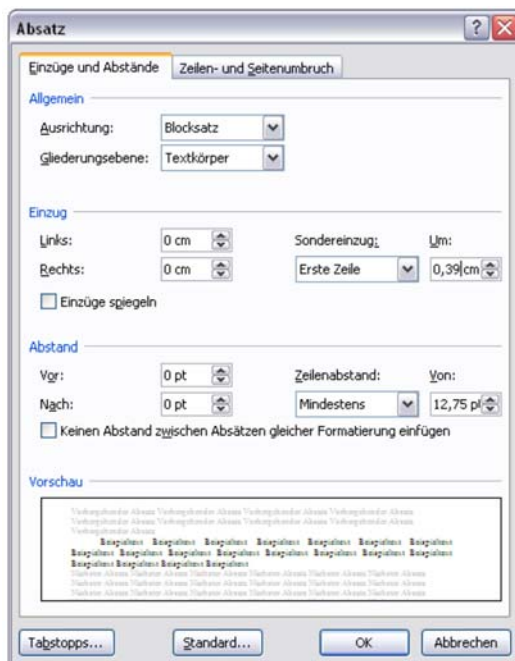 Absatz
Einzüge und Abstände Zeilen- und Seitenumbruch
Allgemein
Ausrichtung: Blocksatz
Gliederungsebene: Textkörper
Einzug
Links: 0 cm Sondereinzug: Um:
Rechts: 0 cm Erste Zeile 0,39 cm
Einzüge spiegeln
Abstand
Vor: 0 pt Zeilenabstand: Von:
Nach: 0 pt Mindestens 12,75
Keinen Abstand zwischen Absätzen gleicher Formatierung einfügen
Vorschau
Tabstopps... Standard... OK Abbrechen